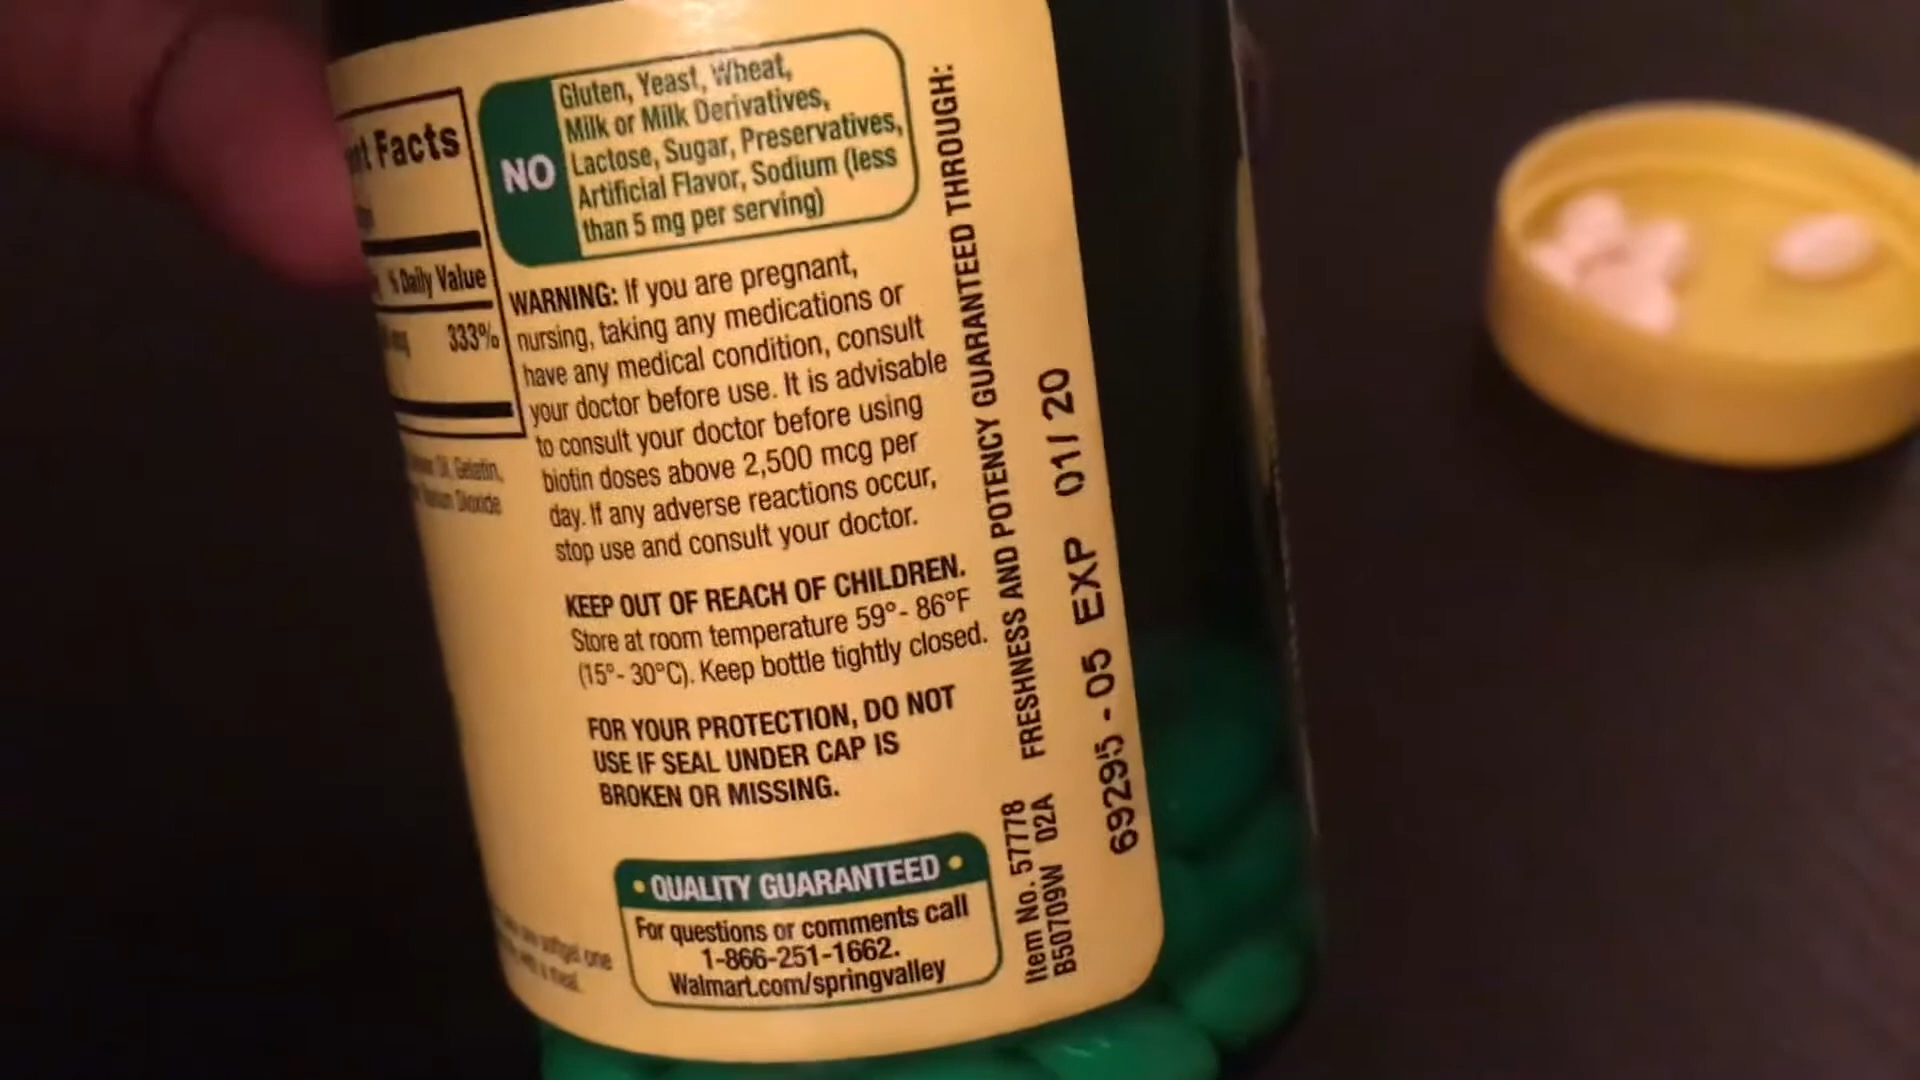 Facts
% Daily Value
333%
Gelatin,
Dioxide
softgel one
meal.
NO
Gluten, Yeast, Wheat,
Milk or Milk Derivatives,
Lactose, Sugar, Preservatives,
Artificial Flavor, Sodium (less
than 5 mg per serving)
WARNING: If you are pregnant,
nursing, taking any medications or
have any medical condition, consult
your doctor before use. It is advisable
to consult your doctor before using
biotin doses above 2,500 mcg per
day. If any adverse reactions occur,
stop use and consult your doctor.
KEEP OUT OF REACH OF CHILDREN.
Store at room temperature 59°- 86°F
(15°- 30°C). Keep bottle tightly closed.
FOR YOUR PROTECTION, DO NOT
USE IF SEAL UNDER CAP IS
BROKEN OR MISSING.
• QUALITY GUARANTEED •
For questions or comments call
1-866-251-1662.
Walmart.com/springvalley
FRESHNESS AND POTENCY GUARANTEED THROUGH:
Item No. 57778
B50709W 02A
69295-05 EXP 01/20